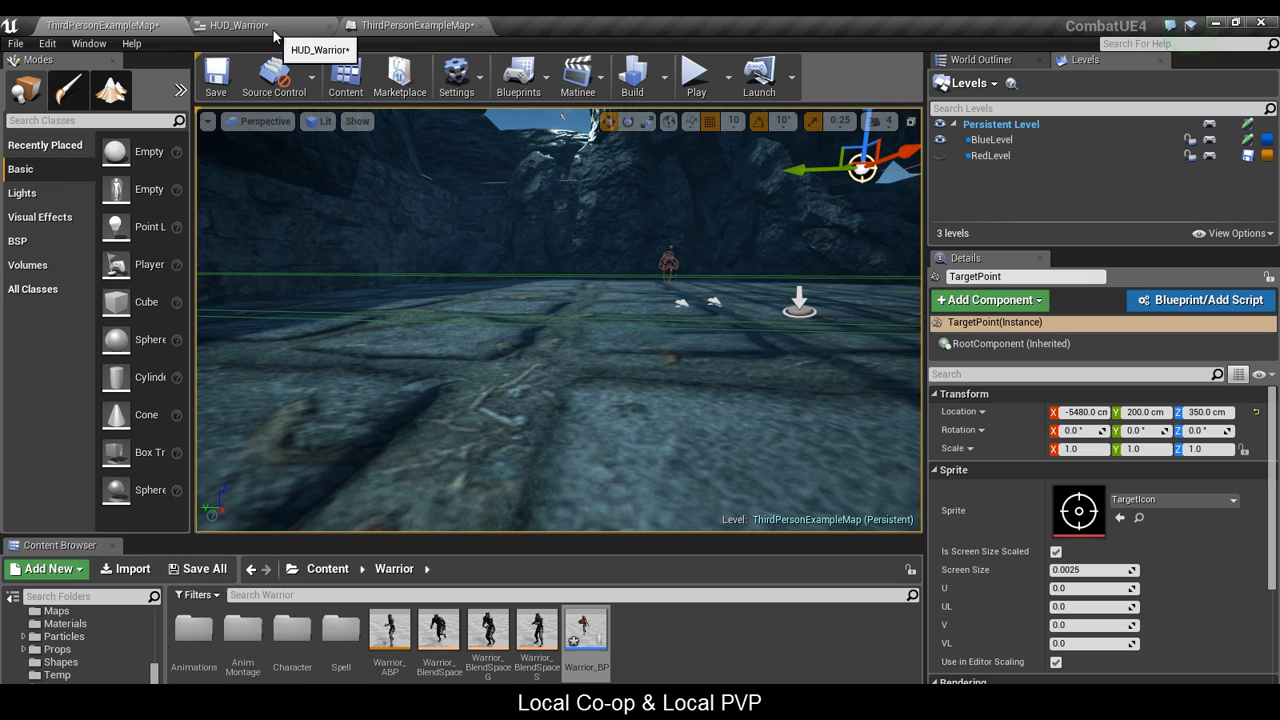 ThirdPersonExampleMap*
HUD_Warrior*
ThirdPersonExampleMap*
CombatUE4
File Edit Window Help
HUD_Warrior*
Search For Help
Modes
Save
Source Control
Content
Marketplace
Settings
Blueprints
Matinee
Build
Play
Launch
World Outliner
Levels
Levels
Search Levels
Persistent Level
BlueLevel
RedLevel
3 levels
View Options
Search Classes
Recently Placed
Basic
Lights
Visual Effects
BSP
Volumes
All Classes
Empty
Empty
Point L
Player
Cube
Sphere
Cylinde
Cone
Box Tr
Sphere
Perspective
Lit
Show
10
10°
0.25
4
Level: ThirdPersonExampleMap (Persistent)
Details
TargetPoint
+Add Component
Blueprint/Add Script
TargetPoint(Instance)
RootComponent (Inherited)
Search
Transform
Location X -5480.0 cm Y 200.0 cm Z 350.0 cm
Rotation X 0.0 ° Y 0.0 ° Z 0.0 °
Scale X 1.0 Y 1.0 Z 1.0
Sprite
Sprite
TargetIcon
Is Screen Size Scaled
Screen Size 0.0025
U 0.0
UL 0.0
V 0.0
VL 0.0
Use in Editor Scaling
Rendering
Content Browser
Add New
Import
Save All
Content
Warrior
Search Folders
Filters
Search Warrior
Maps
Materials
Particles
Props
Shapes
Temp
Animations
Anim
Montage
Character
Spell
Warrior_
ABP
Warrior_
BlendSpace
Warrior_
BlendSpace
G
Warrior_
BlendSpace
S
Warrior_BP
Local Co-op & Local PVP